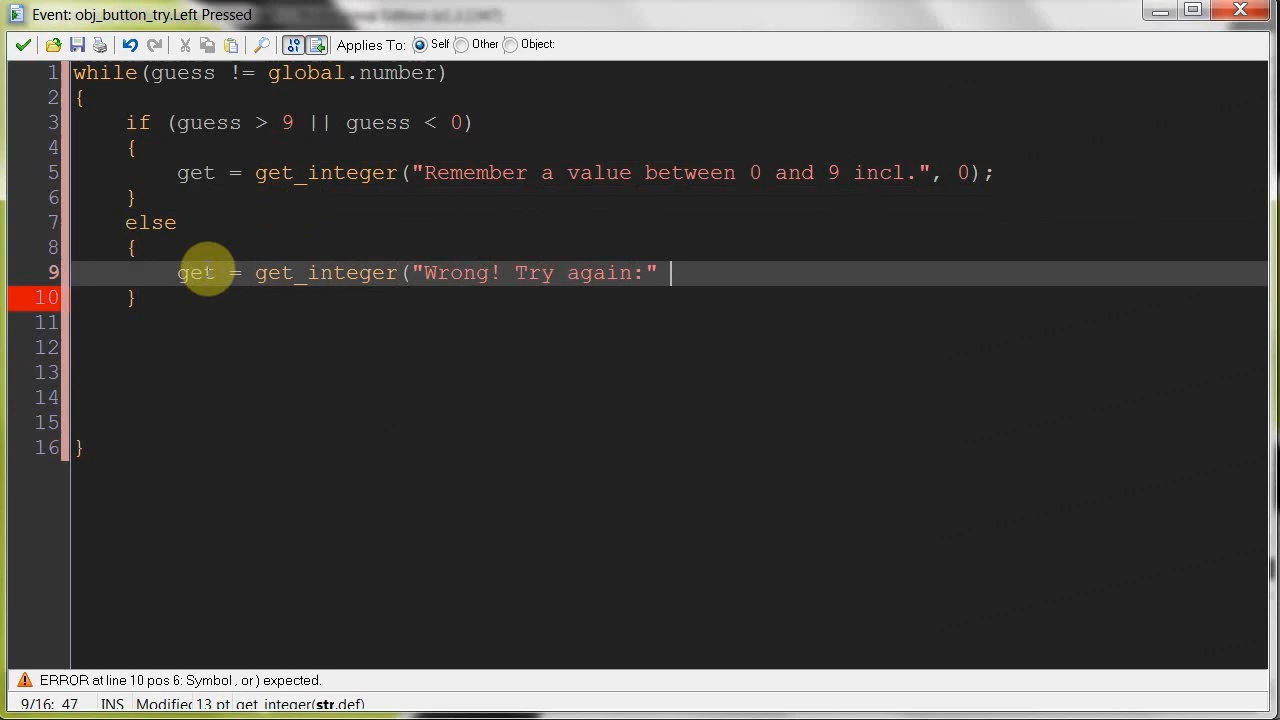 Event: obj_button_try.Left Pressed
Applies To: Self Other Object:
1 while(guess != global.number)
2 {
3 if (guess > 9 || guess < 0)
4 {
5 get = get_integer("Remember a value between 0 and 9 incl.", 0);
6 }
7 else
8 {
9 get = get_integer("Wrong! Try again:"
10 }
11
12
13
14
15
16 }
ERROR at line 10 pos 6: Symbol , or ) expected.
9/16: 47 INS Modified 13 pt get_integer(str,def)